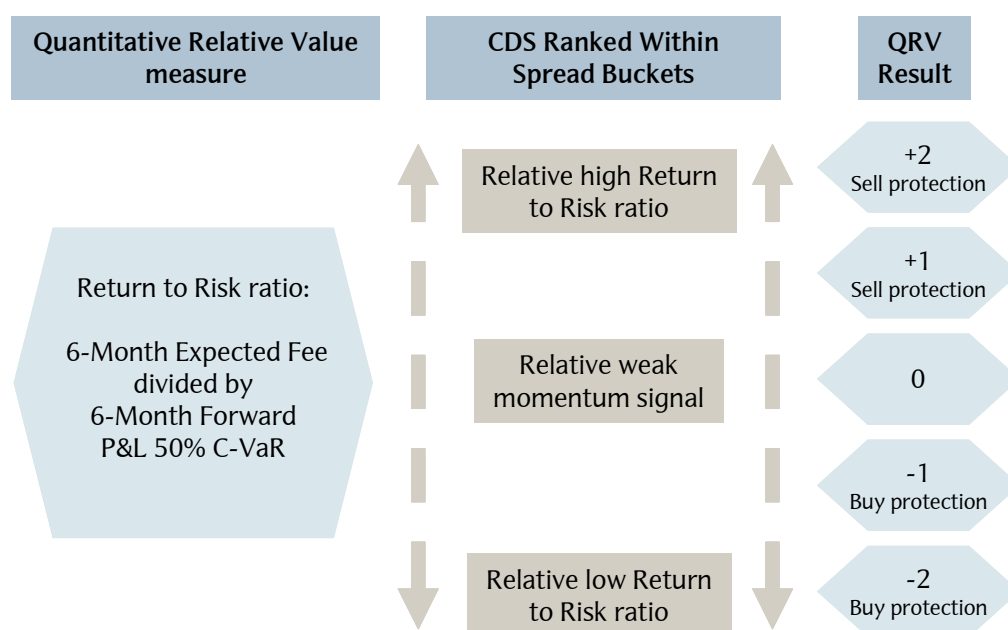 Quantitative Relative Value
measure
CDS Ranked Within
Spread Buckets
QRV
Result
Return to Risk ratio:
6-Month Expected Fee
divided by
6-Month Forward
P&L 50% C-VaR
Relative high Return
to Risk ratio
Relative weak
momentum signal
Relative low Return
to Risk ratio
+2
Sell protection
+1
Sell protection
0
-1
Buy protection
-2
Buy protection